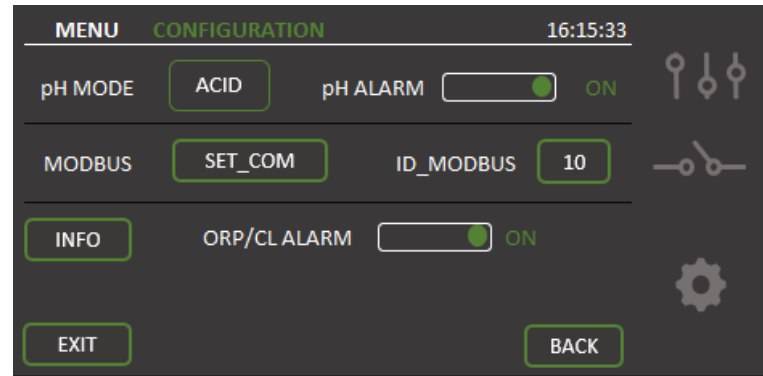 MENU CONFIGURATION 16:15:33
pH MODE ACID pH ALARM ON
MODBUS SET_COM ID_MODBUS 10
INFO ORP/CL ALARM ON
EXIT BACK